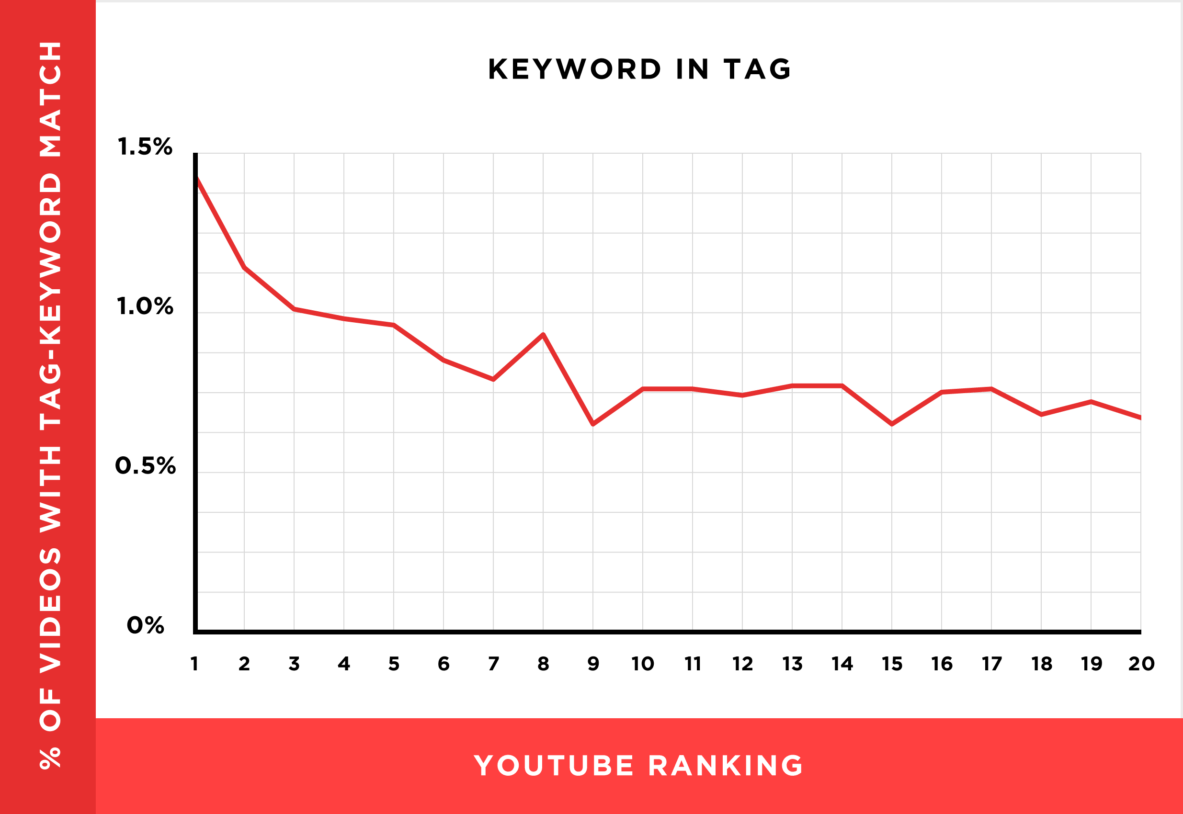 KEYWORD IN TAG
% OF VIDEOS WITH TAG-KEYWORD MATCH
1.5%
1.0%
0.5%
0%
1 2 3 4 5 6 7 8 9 10 11 12 13 14 15 16 17 18 19 20
YOUTUBE RANKING